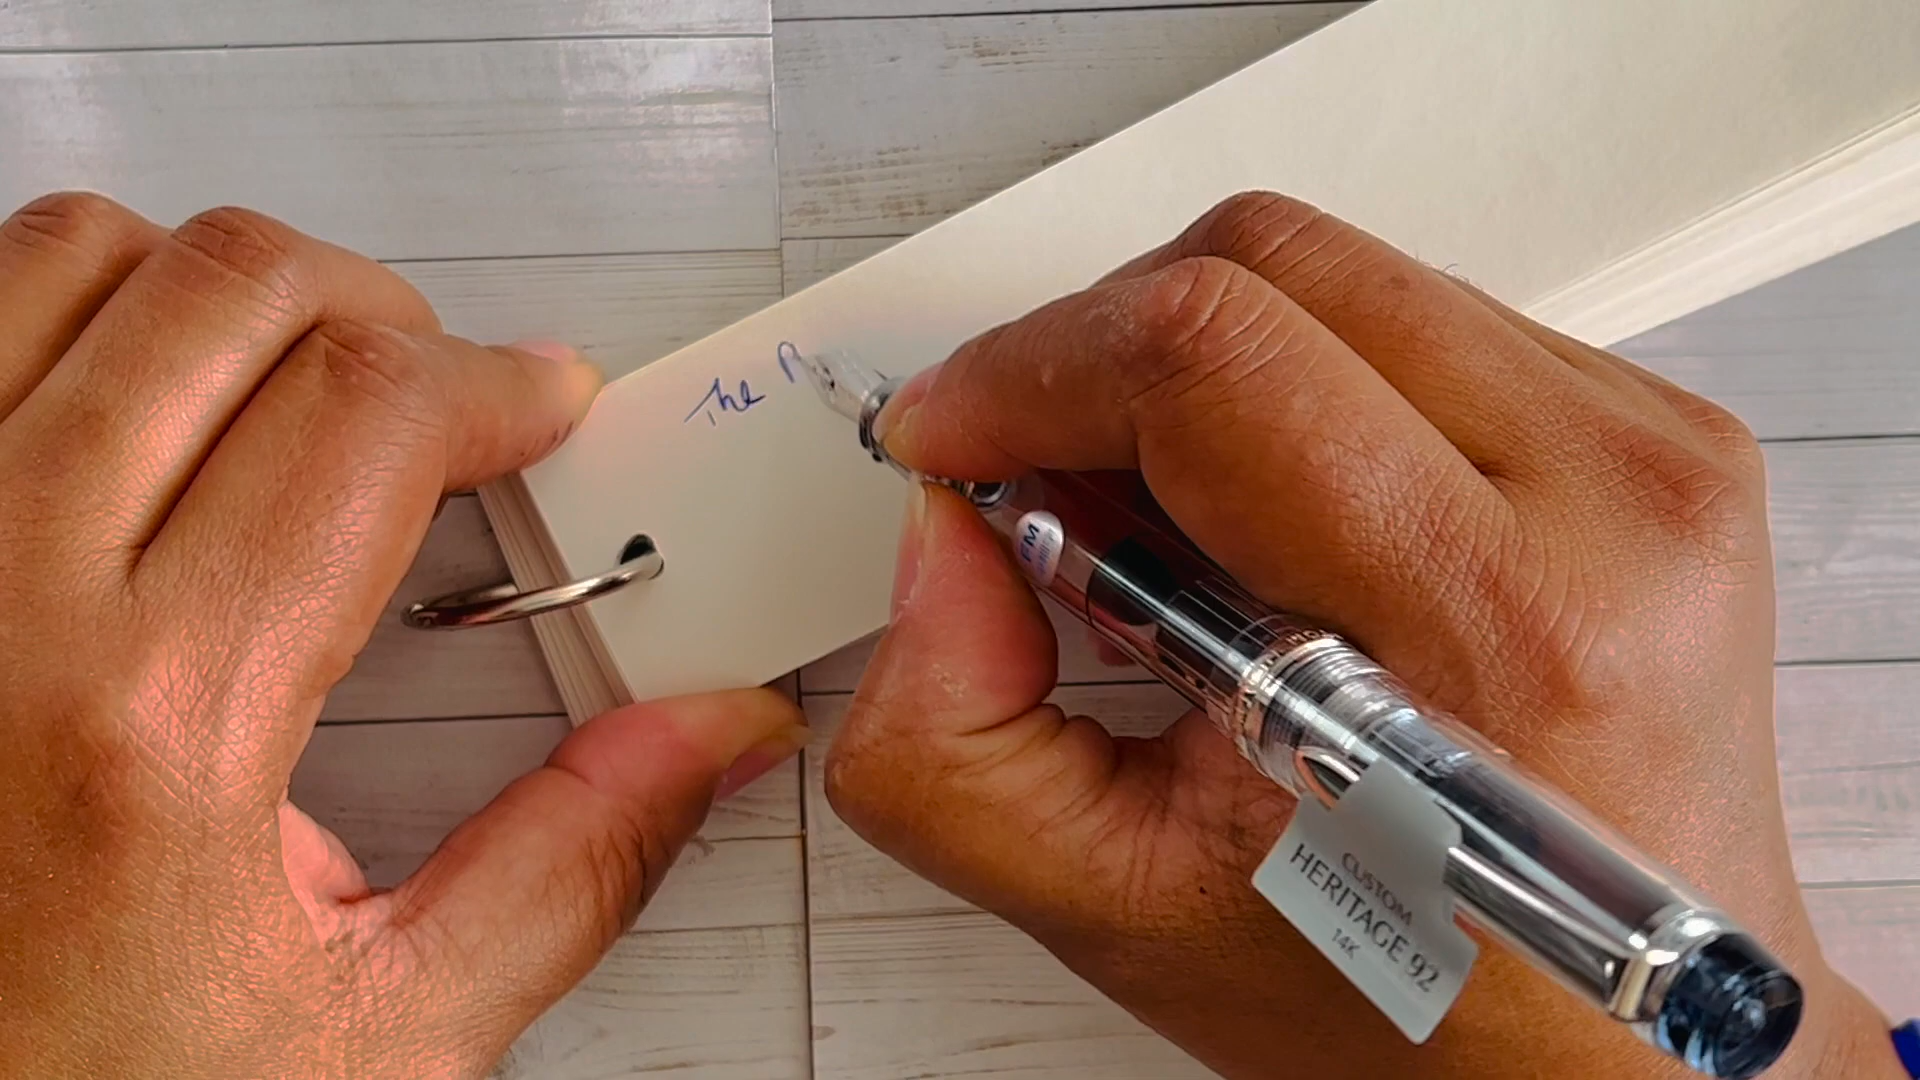 The P
FM
CUSTOM
HERITAGE 92
14K